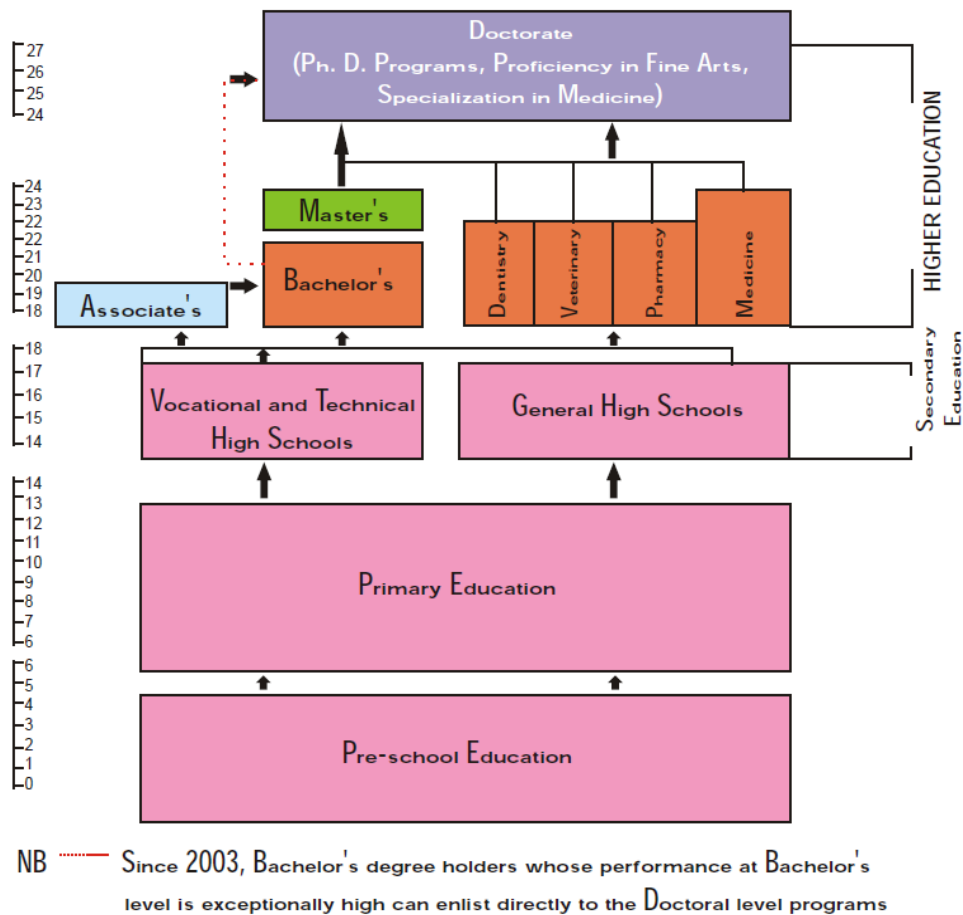 Doctorate
(Ph. D. Programs, Proficiency in Fine Arts,
Specialization in Medicine)
27
26
25
24
HIGHER EDUCATION
24
23
22
22
21
20
19
18
Master's
Bachelor's
Associate's
Dentistry
Veterinary
Pharmacy
Medicine
18
17
16
15
14
Vocational and Technical
High Schools
General High Schools
Secondary
Education
14
13
12
11
10
9
8
7
6
Primary Education
6
5
4
3
2
1
0
Pre-school Education
NB Since 2003, Bachelor's degree holders whose performance at Bachelor's
level is exceptionally high can enlist directly to the Doctoral level programs